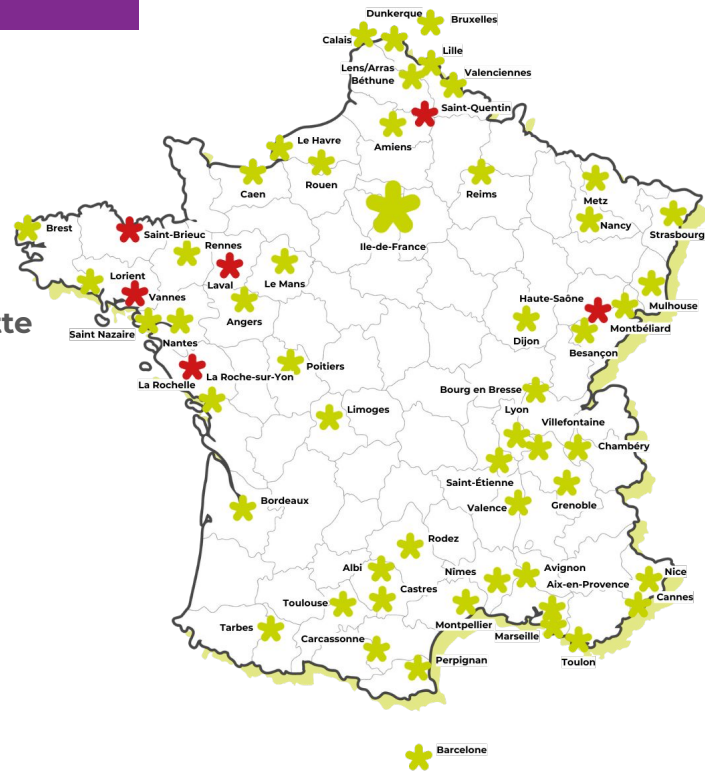 Dunkerque
Bruxelles
Calais
Lille
Lens/Arras
Béthune
Valenciennes
Saint-Quentin
Amiens
Le Havre
Rouen
Caen
Reims
Metz
Nancy
Strasbourg
Ile-de-France
Brest
Saint-Brieuc
Rennes
Laval
Le Mans
Lorient
Vannes
Angers
Haute-Saône
Mulhouse
Montbéliard
Dijon
Besançon
tte
Saint Nazaire
Nantes
La Roche-sur-Yon
La Rochelle
Poitiers
Limoges
Bourg en Bresse
Lyon
Villefontaine
Chambéry
Saint-Étienne
Grenoble
Valence
Bordeaux
Rodez
Albi
Nîmes
Avignon
Aix-en-Provence
Nice
Cannes
Castres
Toulouse
Montpellier
Marseille
Toulon
Tarbes
Carcassonne
Perpignan
Barcelone